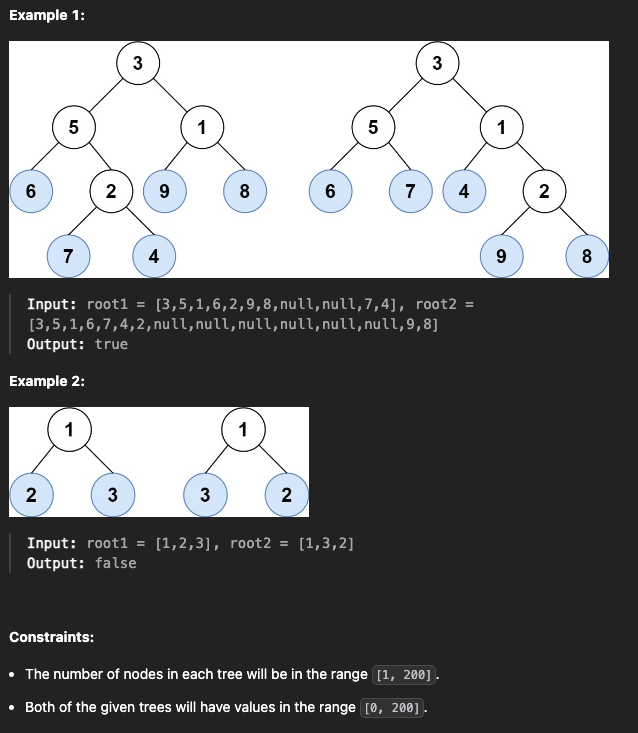 Example 1:
3 3
5 1 5 1
6 2 9 8 6 7 4 2
7 4 9 8
Input: root1 = [3,5,1,6,2,9,8,null,null,7,4], root2 =
[3,5,1,6,7,4,2,null,null,null,null,null,null,9,8]
Output: true
Example 2:
1 1
2 3 3 2
Input: root1 = [1,2,3], root2 = [1,3,2]
Output: false
Constraints:
• The number of nodes in each tree will be in the range [1, 200].
• Both of the given trees will have values in the range [0, 200].